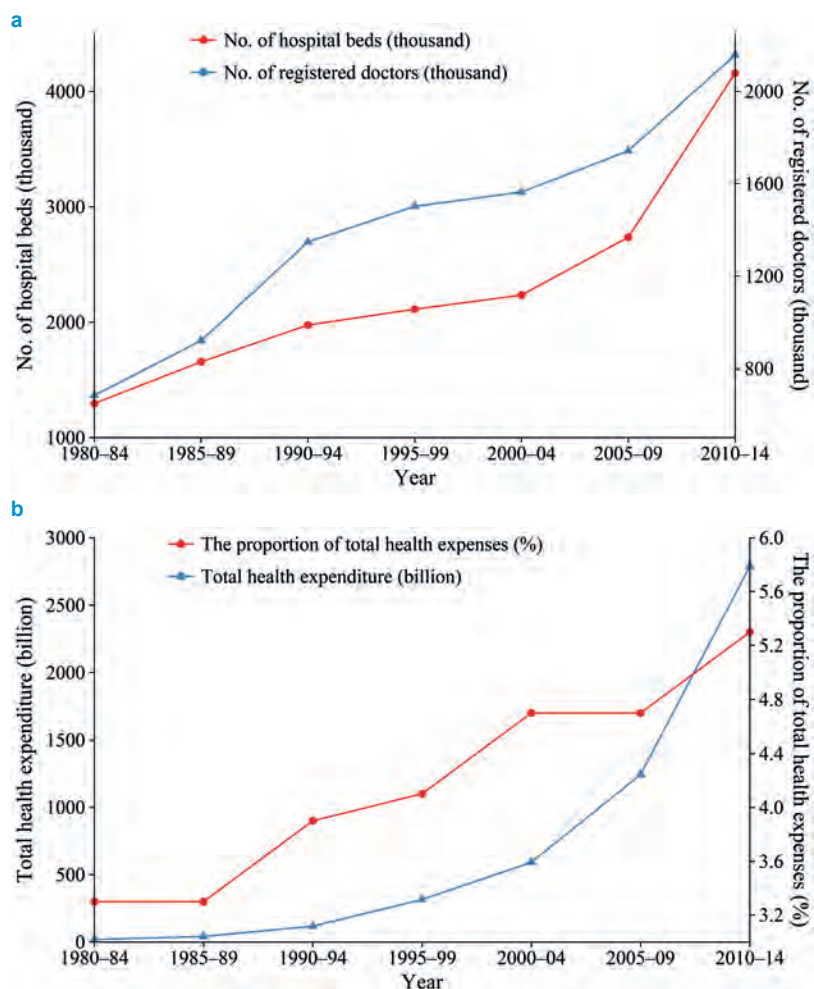 a
No. of hospital beds (thousand)
No. of registered doctors (thousand)
No. of hospital beds (thousand)
4000
3000
2000
1000
2000
1600
1200
800
No. of registered doctors (thousand)
1980–84 1985–89 1990–94 1995–99 2000–04 2005–09 2010–14
Year
b
The proportion of total health expenses (%)
Total health expenditure (billion)
Total health expenditure (billion)
3000
2500
2000
1500
1000
500
0
6.0
5.6
5.2
4.8
4.4
4.0
3.6
3.2
The proportion of total health expenses (%)
1980–84 1985–89 1990–94 1995–99 2000–04 2005–09 2010–14
Year